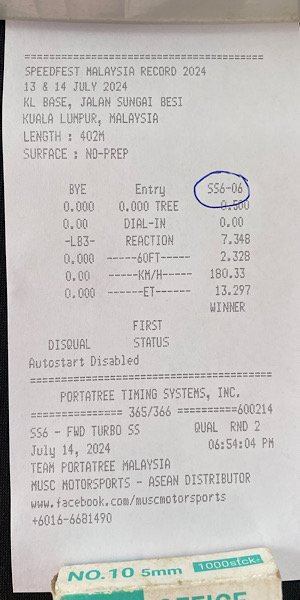 =================================
SPEEDFEST MALAYSIA RECORD 2024
13 & 14 JULY 2024
KL BASE, JALAN SUNGAI BESI
KUALA LUMPUR, MALAYSIA
LENGTH : 402M
SURFACE : NO-PREP
BYE Entry SS6-06
0.000 0.000 TREE 0.500
0.00 DIAL-IN 0.00
-LB3- REACTION 7.348
0.000 -----60FT----- 2.328
0.00 -----KM/H----- 180.33
0.000 ------ET------ 13.297
WINNER
FIRST
DISQUAL STATUS
Autostart Disabled
=================================
PORTATREE TIMING SYSTEMS, INC.
============= 365/366 ==========600214
SS6 - FWD TURBO SS QUAL RND 2
July 14, 2024 06:54:04 PM
TEAM PORTATREE MALAYSIA
MUSC MOTORSPORTS - ASEAN DISTRIBUTOR
www.facebook.com/muscmotorsports
+6016-6681490
NO.10 5mm 1000stck-
OFFICE